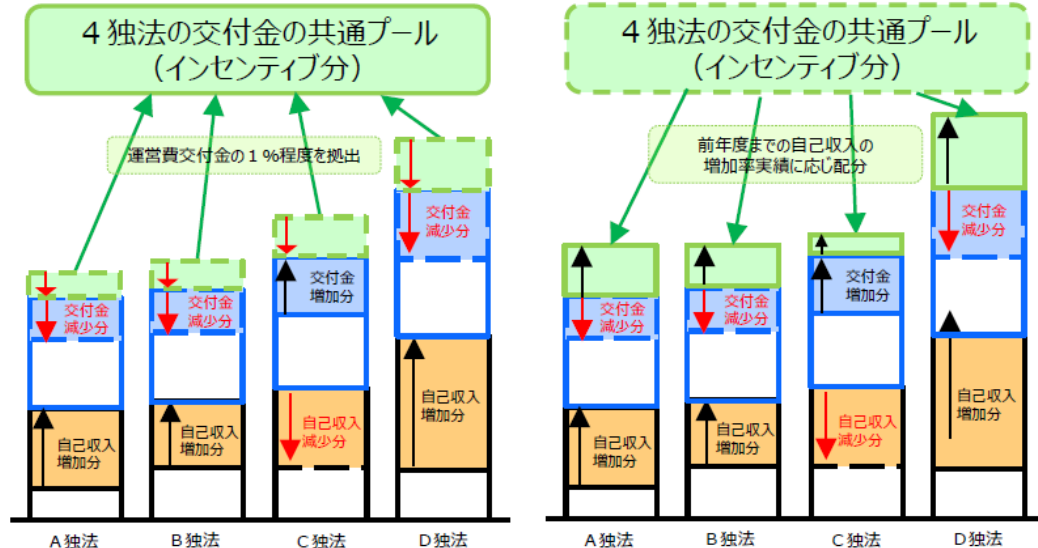 4独法の交付金の共通プール
（インセンティブ分）
運営費交付金の1%程度を拠出
交付金
減少分
交付金
減少分
交付金
増加分
交付金
減少分
自己収入
増加分
自己収入
増加分
自己収入
減少分
自己収入
増加分
A独法
B独法
C独法
D独法
4独法の交付金の共通プール
（インセンティブ分）
前年度までの自己収入の
増加率実績に応じ配分
交付金
減少分
交付金
減少分
交付金
増加分
交付金
減少分
自己収入
増加分
自己収入
増加分
自己収入
減少分
自己収入
増加分
A独法
B独法
C独法
D独法